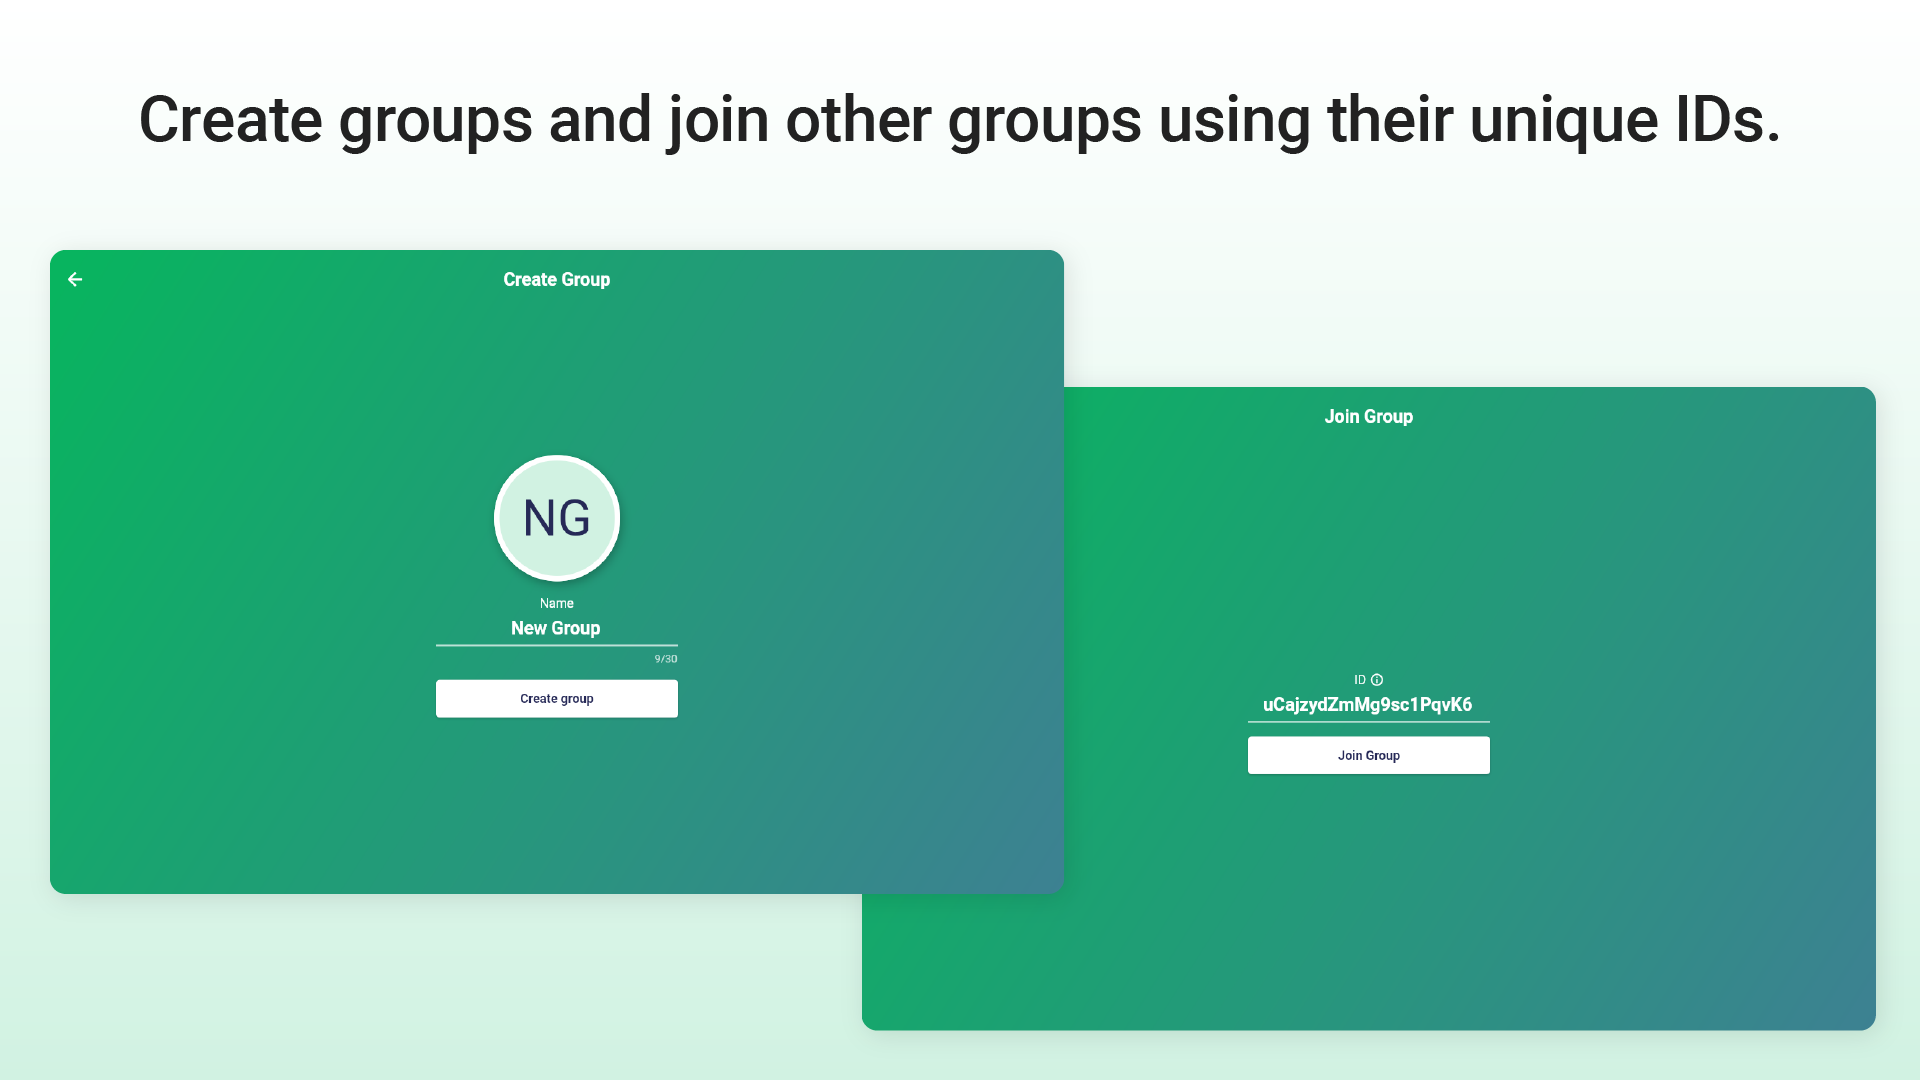 Create groups and join other groups using their unique IDs.
Create Group
NG
Name
New Group
9/30
Create group
Join Group
ID
uCajzydZmMg9sc1PqvK6
Join Group